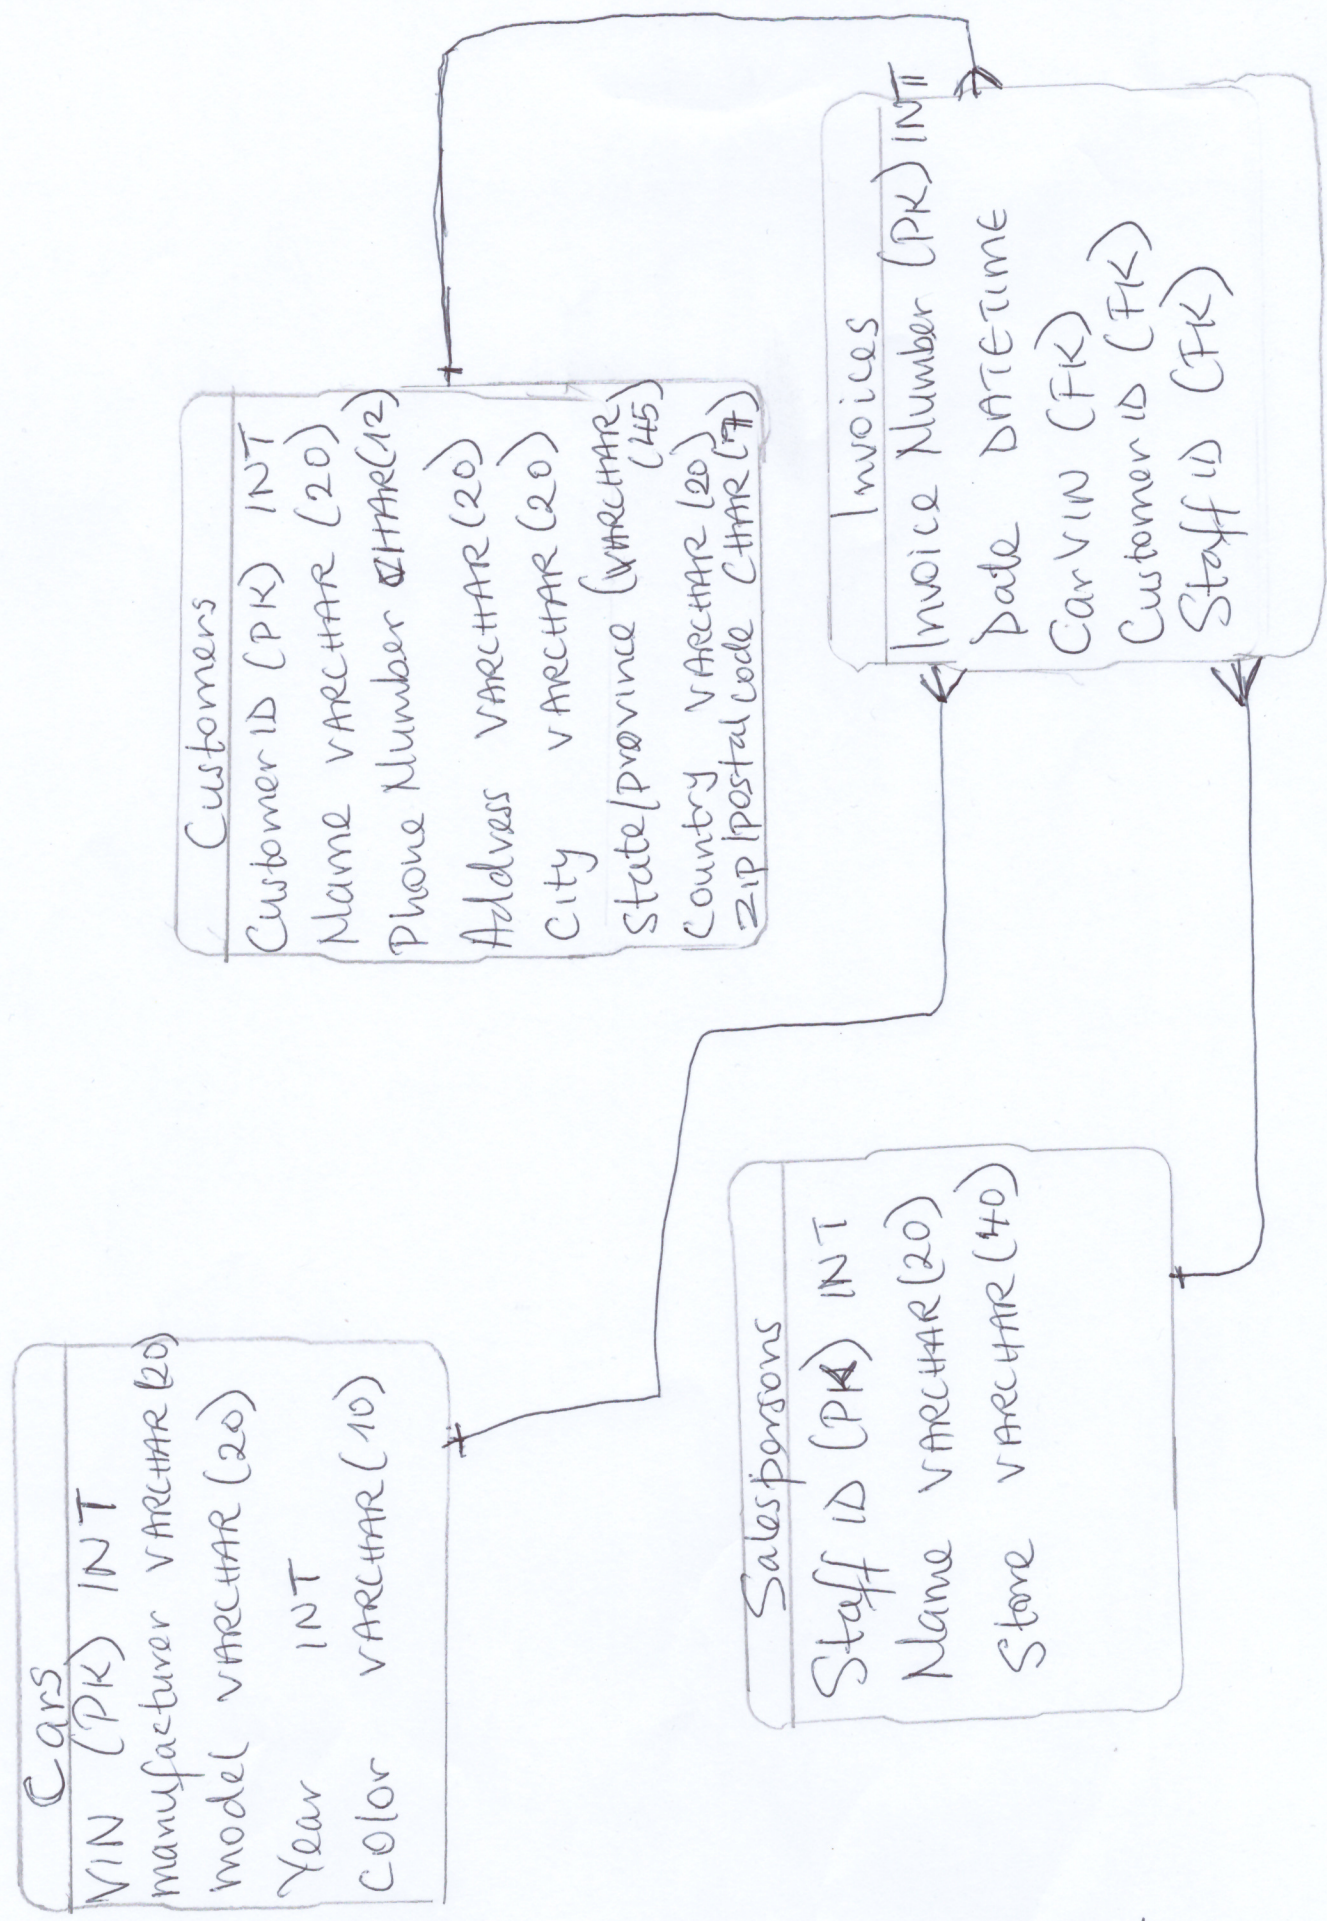 Cars
VIN (PK) INT
manufacturer VARCHAR(20)
model VARCHAR(20)
Year INT
Color VARCHAR(10)
Customers
Customer ID (PK) INT
Name VARCHAR (20)
Phone Number CHAR(12)
Address VARCHAR(20)
City VARCHAR(20)
State/province (VARCHAR)
(45)
Country VARCHAR (20)
Zip/postal code CHAR(7)
Salespersons
Staff ID (PK) INT
Name VARCHAR(20)
Store VARCHAR(40)
Invoices
Invoice Number (PK) INT
Date DATETIME
Car VIN (FK)
Customer ID (FK)
Staff ID (FK)